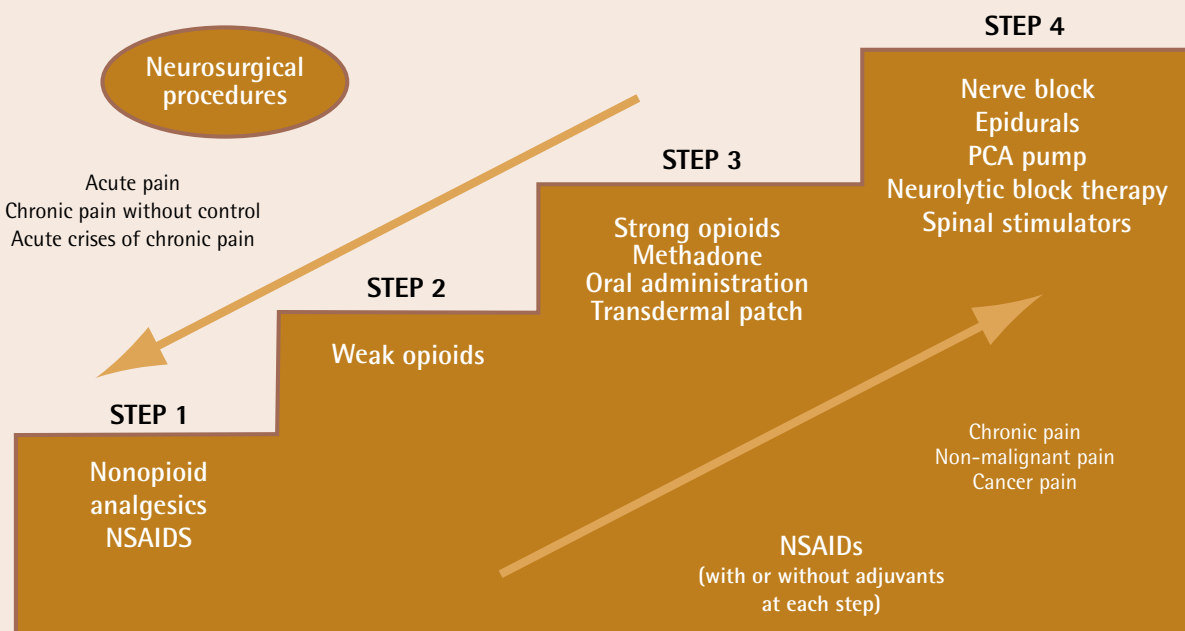 STEP 4
Neurosurgical
procedures
Nerve block
Epidurals
PCA pump
Neurolytic block therapy
Spinal stimulators
STEP 3
Acute pain
Chronic pain without control
Acute crises of chronic pain
Strong opioids
Methadone
Oral administration
Transdermal patch
STEP 2
Weak opioids
STEP 1
Nonopioid
analgesics
NSAIDS
Chronic pain
Non-malignant pain
Cancer pain
NSAIDs
(with or without adjuvants
at each step)